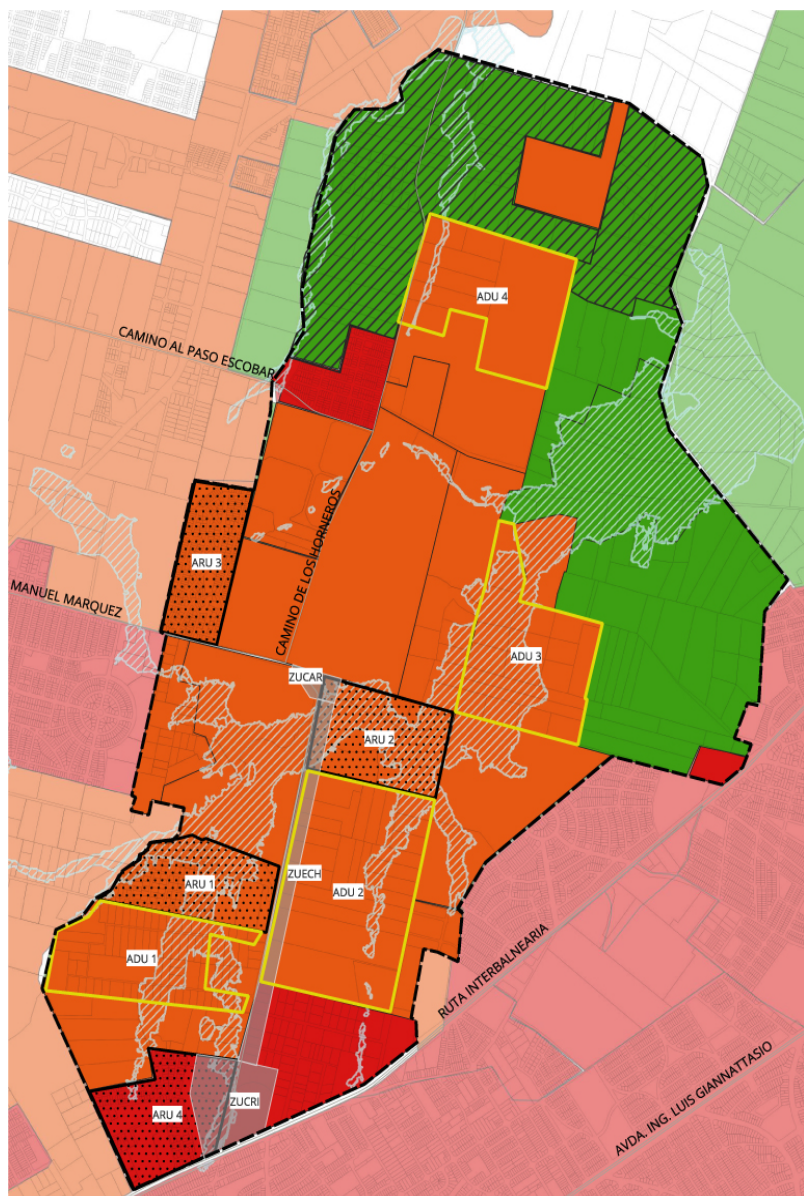 ADU 4
CAMINO AL PASO ESCOBAR
CAMINO DE LOS HORNEROS
ARU 3
MANUEL MARQUEZ
ADU 3
ZUCAR
ARU 2
ZUECH
ARU 1
ADU 2
ADU 1
RUTA INTERBALNEARIA
ZUCRI
ARU 4
AVDA. ING. LUIS GIANNATTASIO